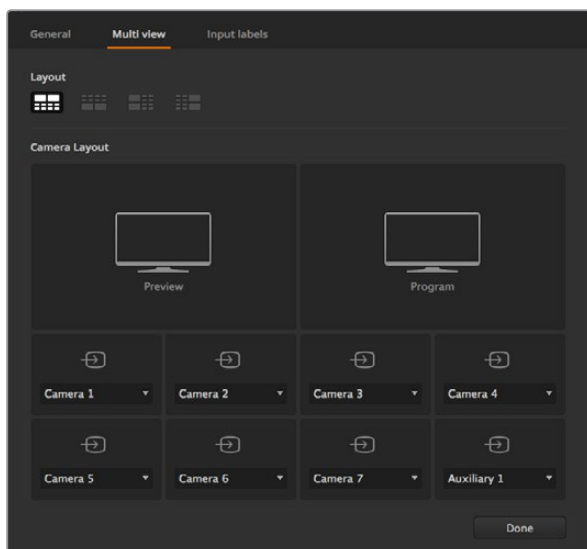 General Multi view Input labels
Layout
Camera Layout
Preview Program
Camera 1 Camera 2 Camera 3 Camera 4
Camera 5 Camera 6 Camera 7 Auxiliary 1
Done